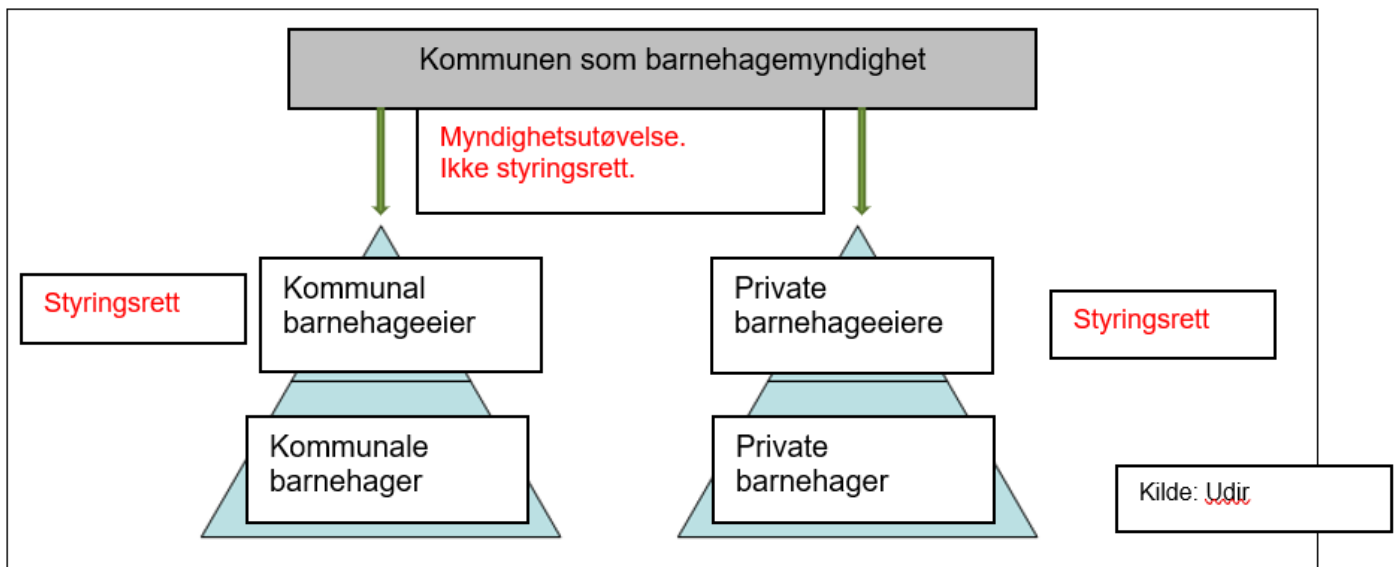 Kommunen som barnehagemyndighet
Myndighetsutøvelse.
Ikke styringsrett.
Styringsrett
Kommunal
barnehageeier
Private
barnehageeiere
Styringsrett
Kommunale
barnehager
Private
barnehager
Kilde: Udir